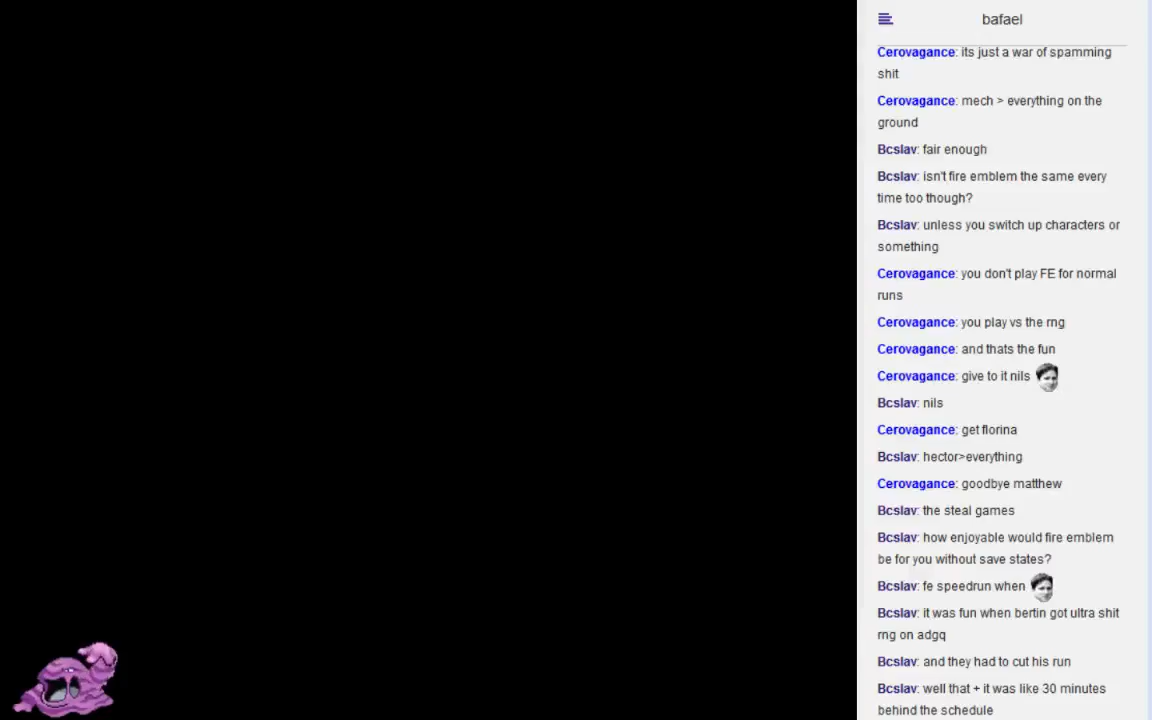 bafael
Cerovagance: its just a war of spamming
shit
Cerovagance: mech > everything on the
ground
Bcslav: fair enough
Bcslav: isn't fire emblem the same every
time too though?
Bcslav: unless you switch up characters or
something
Cerovagance: you don't play FE for normal
runs
Cerovagance: you play vs the rng
Cerovagance: and thats the fun
Cerovagance: give to it nils
Bcslav: nils
Cerovagance: get florina
Bcslav: hector>everything
Cerovagance: goodbye matthew
Bcslav: the steal games
Bcslav: how enjoyable would fire emblem
be for you without save states?
Bcslav: fe speedrun when
Bcslav: it was fun when bertin got ultra shit
rng on adgq
Bcslav: and they had to cut his run
Bcslav: well that + it was like 30 minutes
behind the schedule